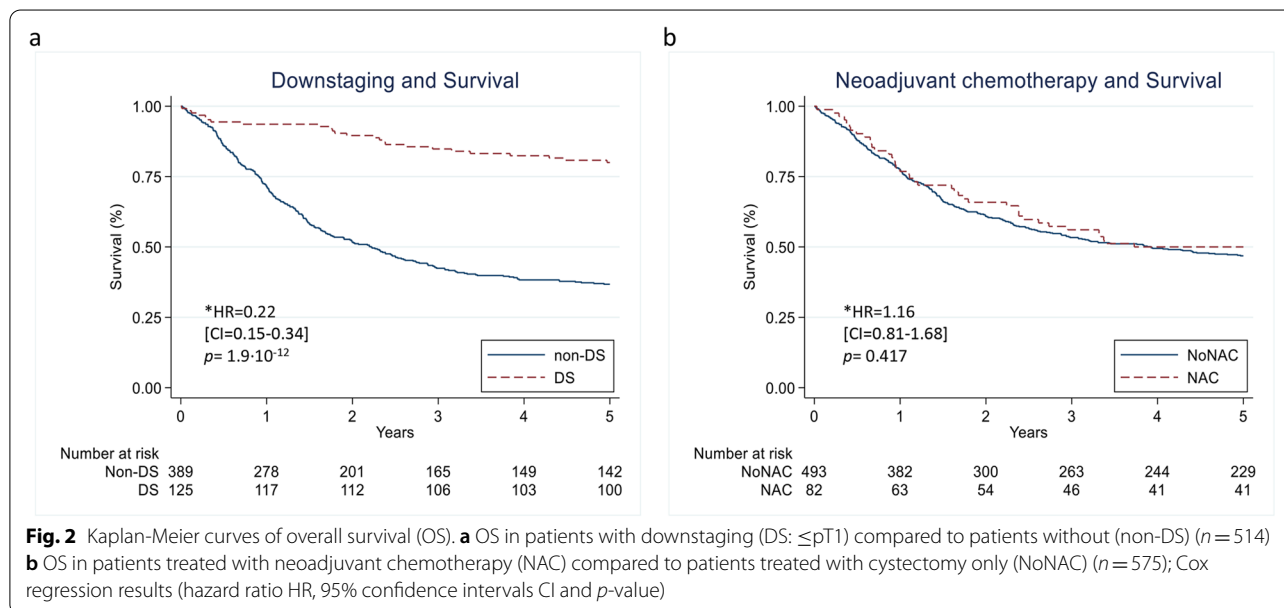 a
Downstaging and Survival
Survival (%)
1.00
0.75
0.50
0.25
0.00
*HR=0.22
[CI=0.15-0.34]
p= 1.9·10⁻¹²
non-DS
DS
0 1 2 3 4 5
Years
Number at risk
Non-DS 389 278 201 165 149 142
DS 125 117 112 106 103 100
b
Neoadjuvant chemotherapy and Survival
Survival (%)
1.00
0.75
0.50
0.25
0.00
*HR=1.16
[CI=0.81-1.68]
p= 0.417
NoNAC
NAC
0 1 2 3 4 5
Years
Number at risk
NoNAC 493 382 300 263 244 229
NAC 82 63 54 46 41 41
Fig. 2 Kaplan-Meier curves of overall survival (OS). a OS in patients with downstaging (DS: ≤pT1) compared to patients without (non-DS) (n = 514)
b OS in patients treated with neoadjuvant chemotherapy (NAC) compared to patients treated with cystectomy only (NoNAC) (n = 575); Cox
regression results (hazard ratio HR, 95% confidence intervals CI and p-value)